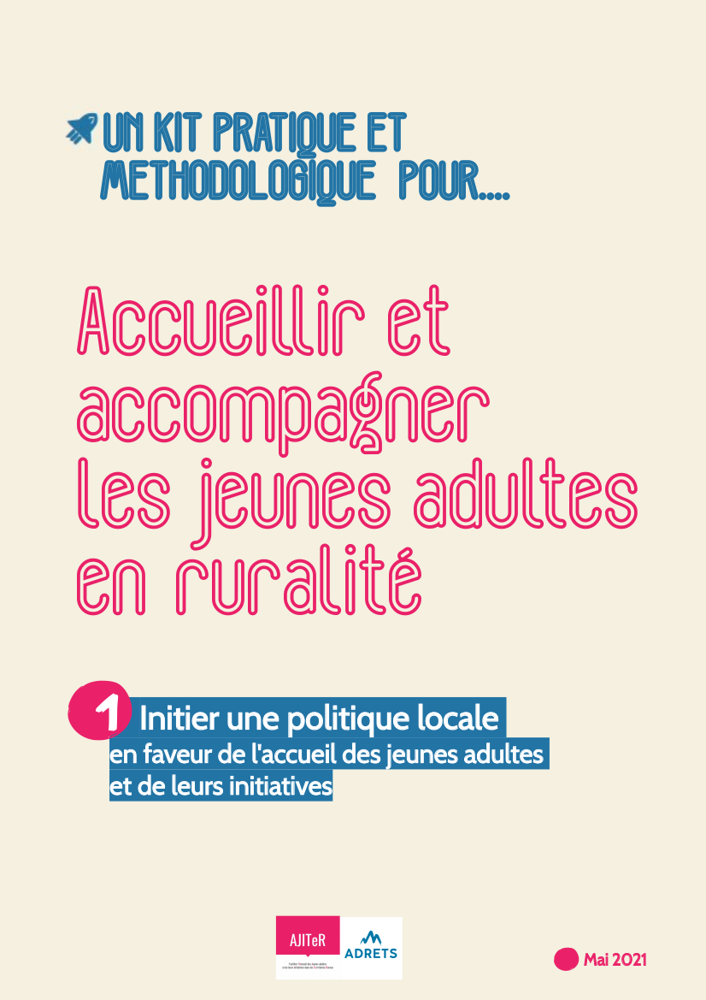 UN KIT PRATIQUE ET
METHODOLOGIQUE POUR....
Accueillir et
accompagner
les jeunes adultes
en ruralité
1 Initier une politique locale
en faveur de l'accueil des jeunes adultes
et de leurs initiatives
AJITeR
ADRETS
Mai 2021